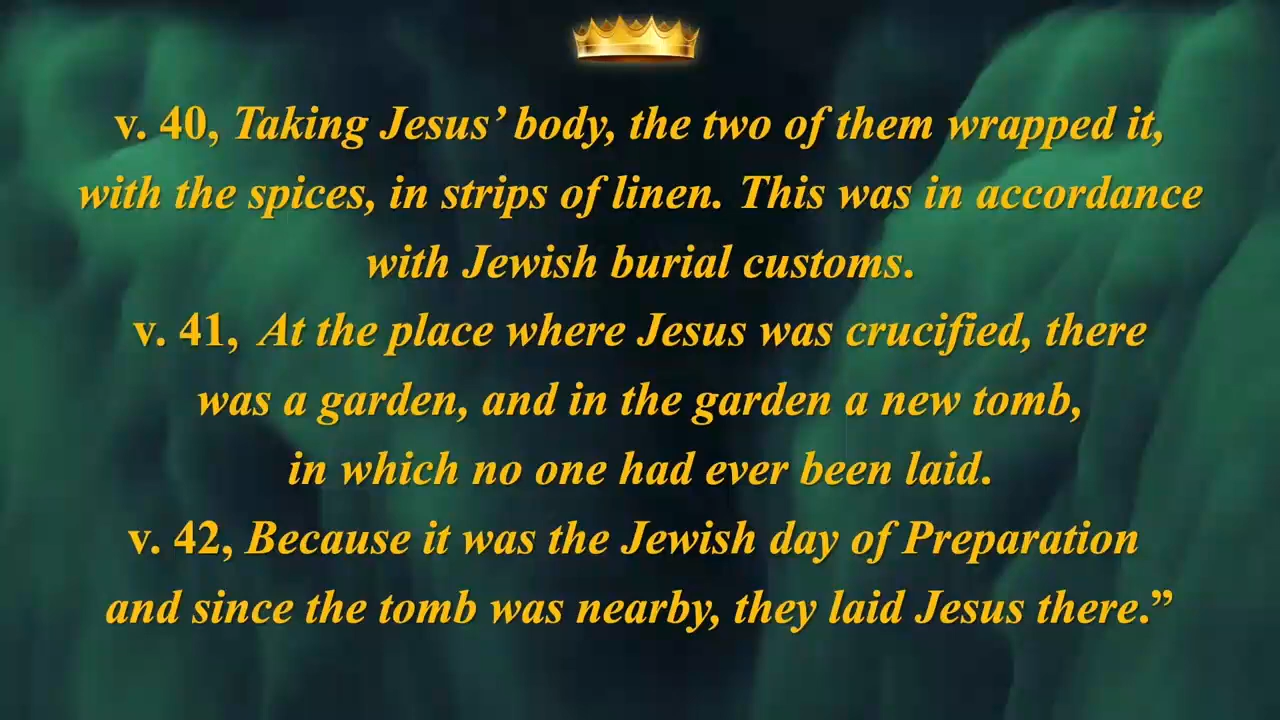 v. 40, Taking Jesus’ body, the two of them wrapped it,
with the spices, in strips of linen. This was in accordance
with Jewish burial customs.
v. 41, At the place where Jesus was crucified, there
was a garden, and in the garden a new tomb,
in which no one had ever been laid.
v. 42, Because it was the Jewish day of Preparation
and since the tomb was nearby, they laid Jesus there.”